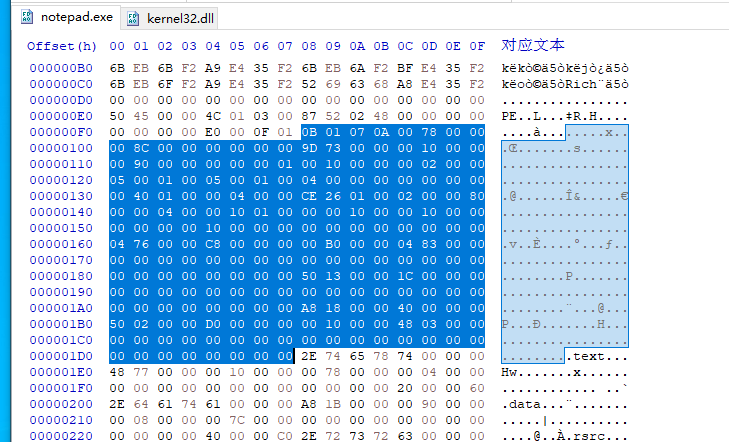 notepad.exe kernel32.dll
Offset(h) 00 01 02 03 04 05 06 07 08 09 0A 0B 0C 0D 0E 0F 对应文本
000000B0 6B EB 6B F2 A9 E4 35 F2 6B EB 6A F2 BF E4 35 F2 këkò©ä5òkëjò¿ä5ò
000000C0 6B EB 6F F2 A9 E4 35 F2 52 69 63 68 A8 E4 35 F2 këoò©ä5òRich¨ä5ò
000000D0 00 00 00 00 00 00 00 00 00 00 00 00 00 00 00 00 ................
000000E0 50 45 00 00 4C 01 03 00 87 52 02 48 00 00 00 00 PE..L...‡R.H....
000000F0 00 00 00 00 E0 00 0F 01 0B 01 07 0A 00 78 00 00 ....à........x..
00000100 00 8C 00 00 00 00 00 00 9D 73 00 00 00 10 00 00 .Œ.......s......
00000110 00 90 00 00 00 00 00 01 00 10 00 00 00 02 00 00 ................
00000120 05 00 01 00 05 00 01 00 04 00 00 00 00 00 00 00 ................
00000130 00 40 01 00 00 04 00 00 CE 26 01 00 02 00 00 80 .@......Î&.....€
00000140 00 00 04 00 00 10 01 00 00 00 10 00 00 10 00 00 ................
00000150 00 00 00 00 10 00 00 00 00 00 00 00 00 00 00 00 ................
00000160 04 76 00 00 C8 00 00 00 00 B0 00 00 04 83 00 00 .v..È....°...ƒ..
00000170 00 00 00 00 00 00 00 00 00 00 00 00 00 00 00 00 ................
00000180 00 00 00 00 00 00 00 00 50 13 00 00 1C 00 00 00 ........P.......
00000190 00 00 00 00 00 00 00 00 00 00 00 00 00 00 00 00 ................
000001A0 00 00 00 00 00 00 00 00 A8 18 00 00 40 00 00 00 ........¨...@...
000001B0 50 02 00 00 D0 00 00 00 00 10 00 00 48 03 00 00 P...Ð.......H...
000001C0 00 00 00 00 00 00 00 00 00 00 00 00 00 00 00 00 ................
000001D0 00 00 00 00 00 00 00 00 2E 74 65 78 74 00 00 00 .........text...
000001E0 48 77 00 00 00 10 00 00 00 78 00 00 00 04 00 00 Hw.......x......
000001F0 00 00 00 00 00 00 00 00 00 00 00 00 20 00 00 60 ............ ..`
00000200 2E 64 61 74 61 00 00 00 A8 1B 00 00 00 90 00 00 .data...¨.......
00000210 00 08 00 00 00 7C 00 00 00 00 00 00 00 00 00 00 .....|..........
00000220 00 00 00 00 40 00 00 C0 2E 72 73 72 63 00 00 00 ....@..À.rsrc...